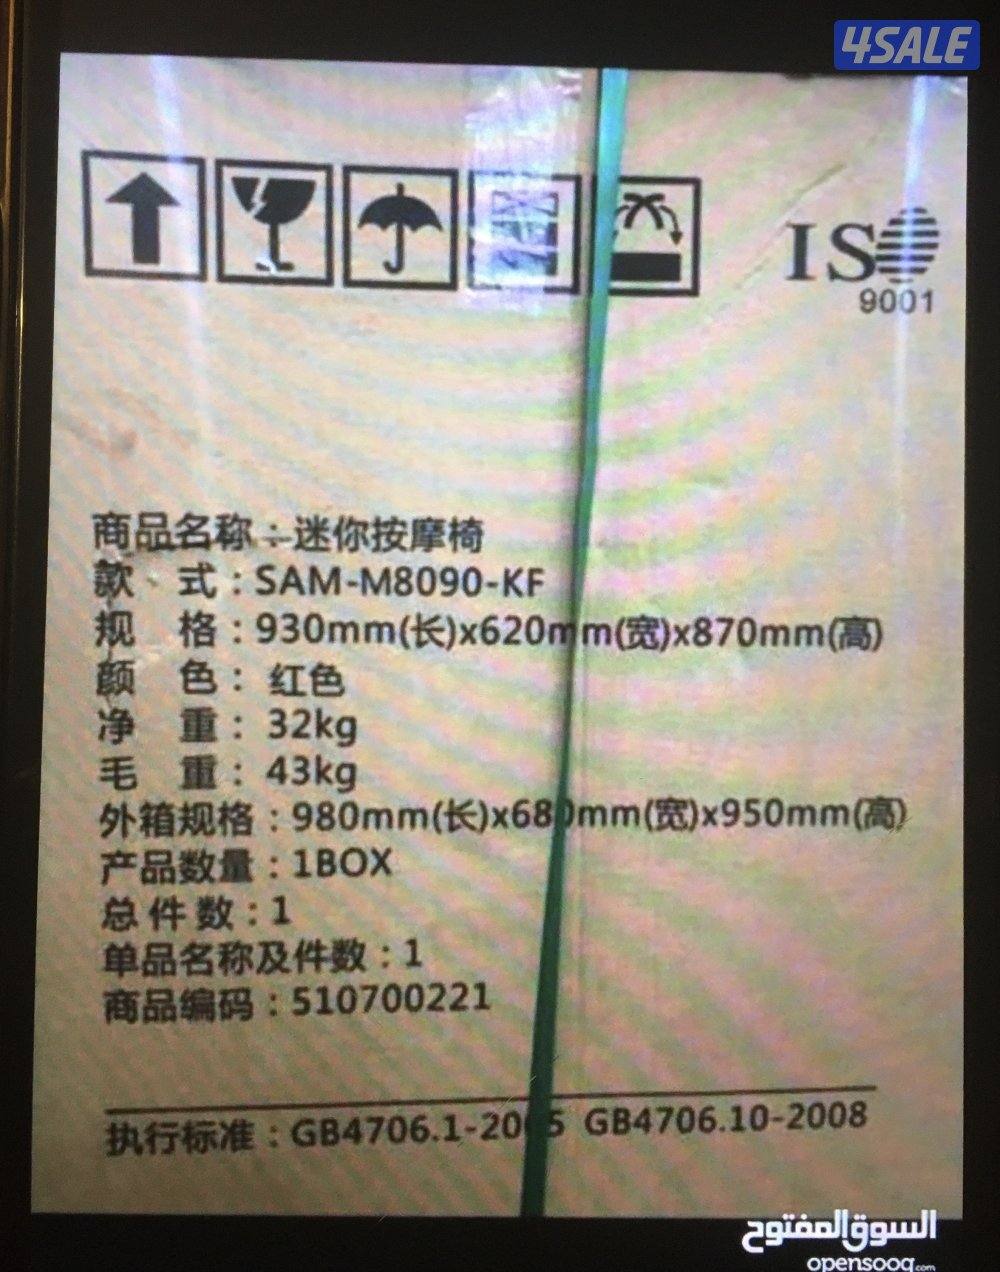 4SALE
ISO
9001
商品名称：迷你按摩椅
款 式：SAM-M8090-KF
规 格：930mm(长)x620mm(宽)x870mm(高)
颜 色：红色
净 重：32kg
毛 重：43kg
外箱规格：980mm(长)x680mm(宽)x950mm(高)
产品数量：1BOX
总件数：1
单品名称及件数：1
商品编码：510700221
执行标准：GB4706.1-2005 GB4706.10-2008
السوق المفتوح
opensooq.com